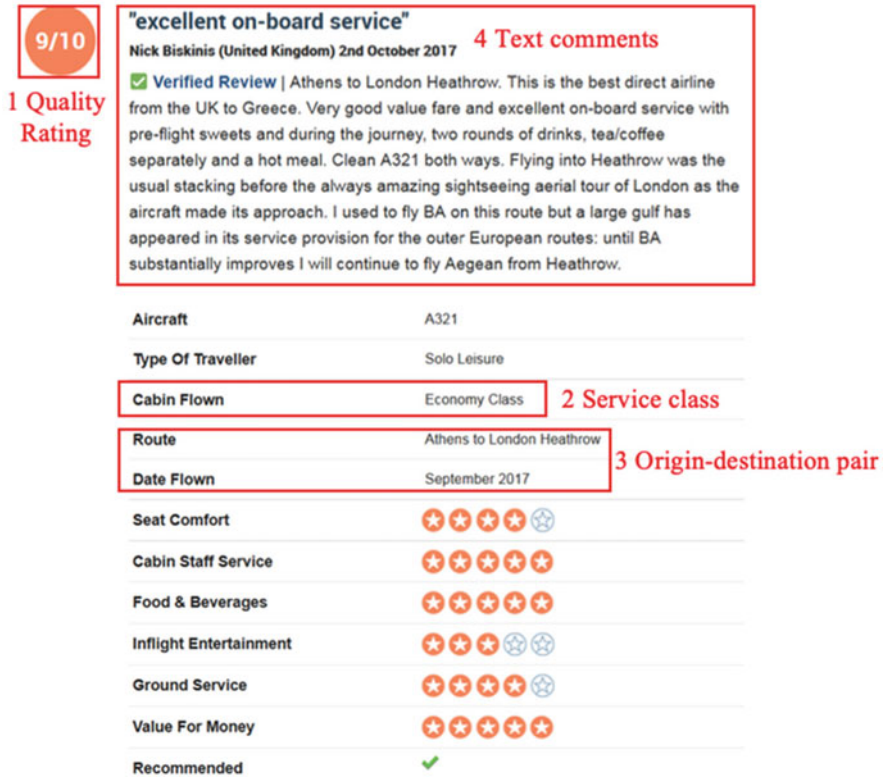 9/10
1 Quality
Rating
"excellent on-board service"
Nick Biskinis (United Kingdom) 2nd October 2017
4 Text comments
Verified Review | Athens to London Heathrow. This is the best direct airline
from the UK to Greece. Very good value fare and excellent on-board service with
pre-flight sweets and during the journey, two rounds of drinks, tea/coffee
separately and a hot meal. Clean A321 both ways. Flying into Heathrow was the
usual stacking before the always amazing sightseeing aerial tour of London as the
aircraft made its approach. I used to fly BA on this route but a large gulf has
appeared in its service provision for the outer European routes: until BA
substantially improves I will continue to fly Aegean from Heathrow.
Aircraft A321
Type Of Traveller Solo Leisure
Cabin Flown Economy Class 2 Service class
Route Athens to London Heathrow
3 Origin-destination pair
Date Flown September 2017
Seat Comfort
Cabin Staff Service
Food & Beverages
Inflight Entertainment
Ground Service
Value For Money
Recommended